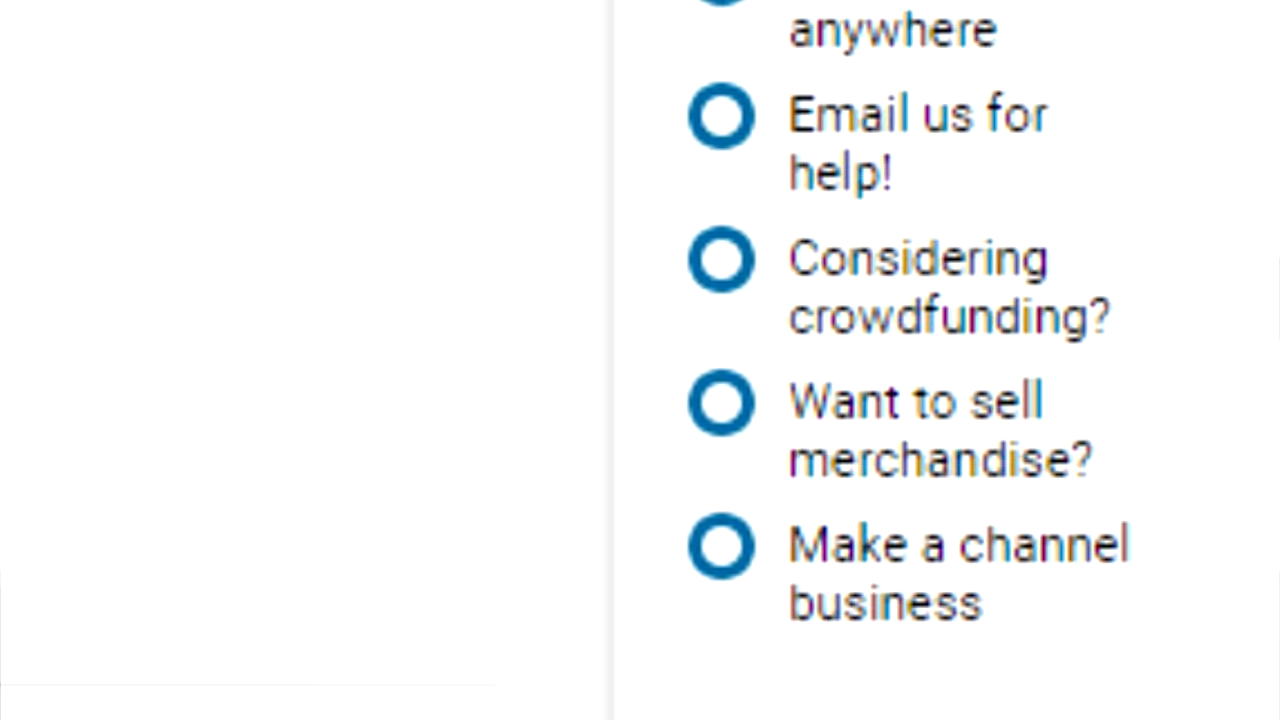 anywhere
Email us for
help!
Considering
crowdfunding?
Want to sell
merchandise?
Make a channel
business